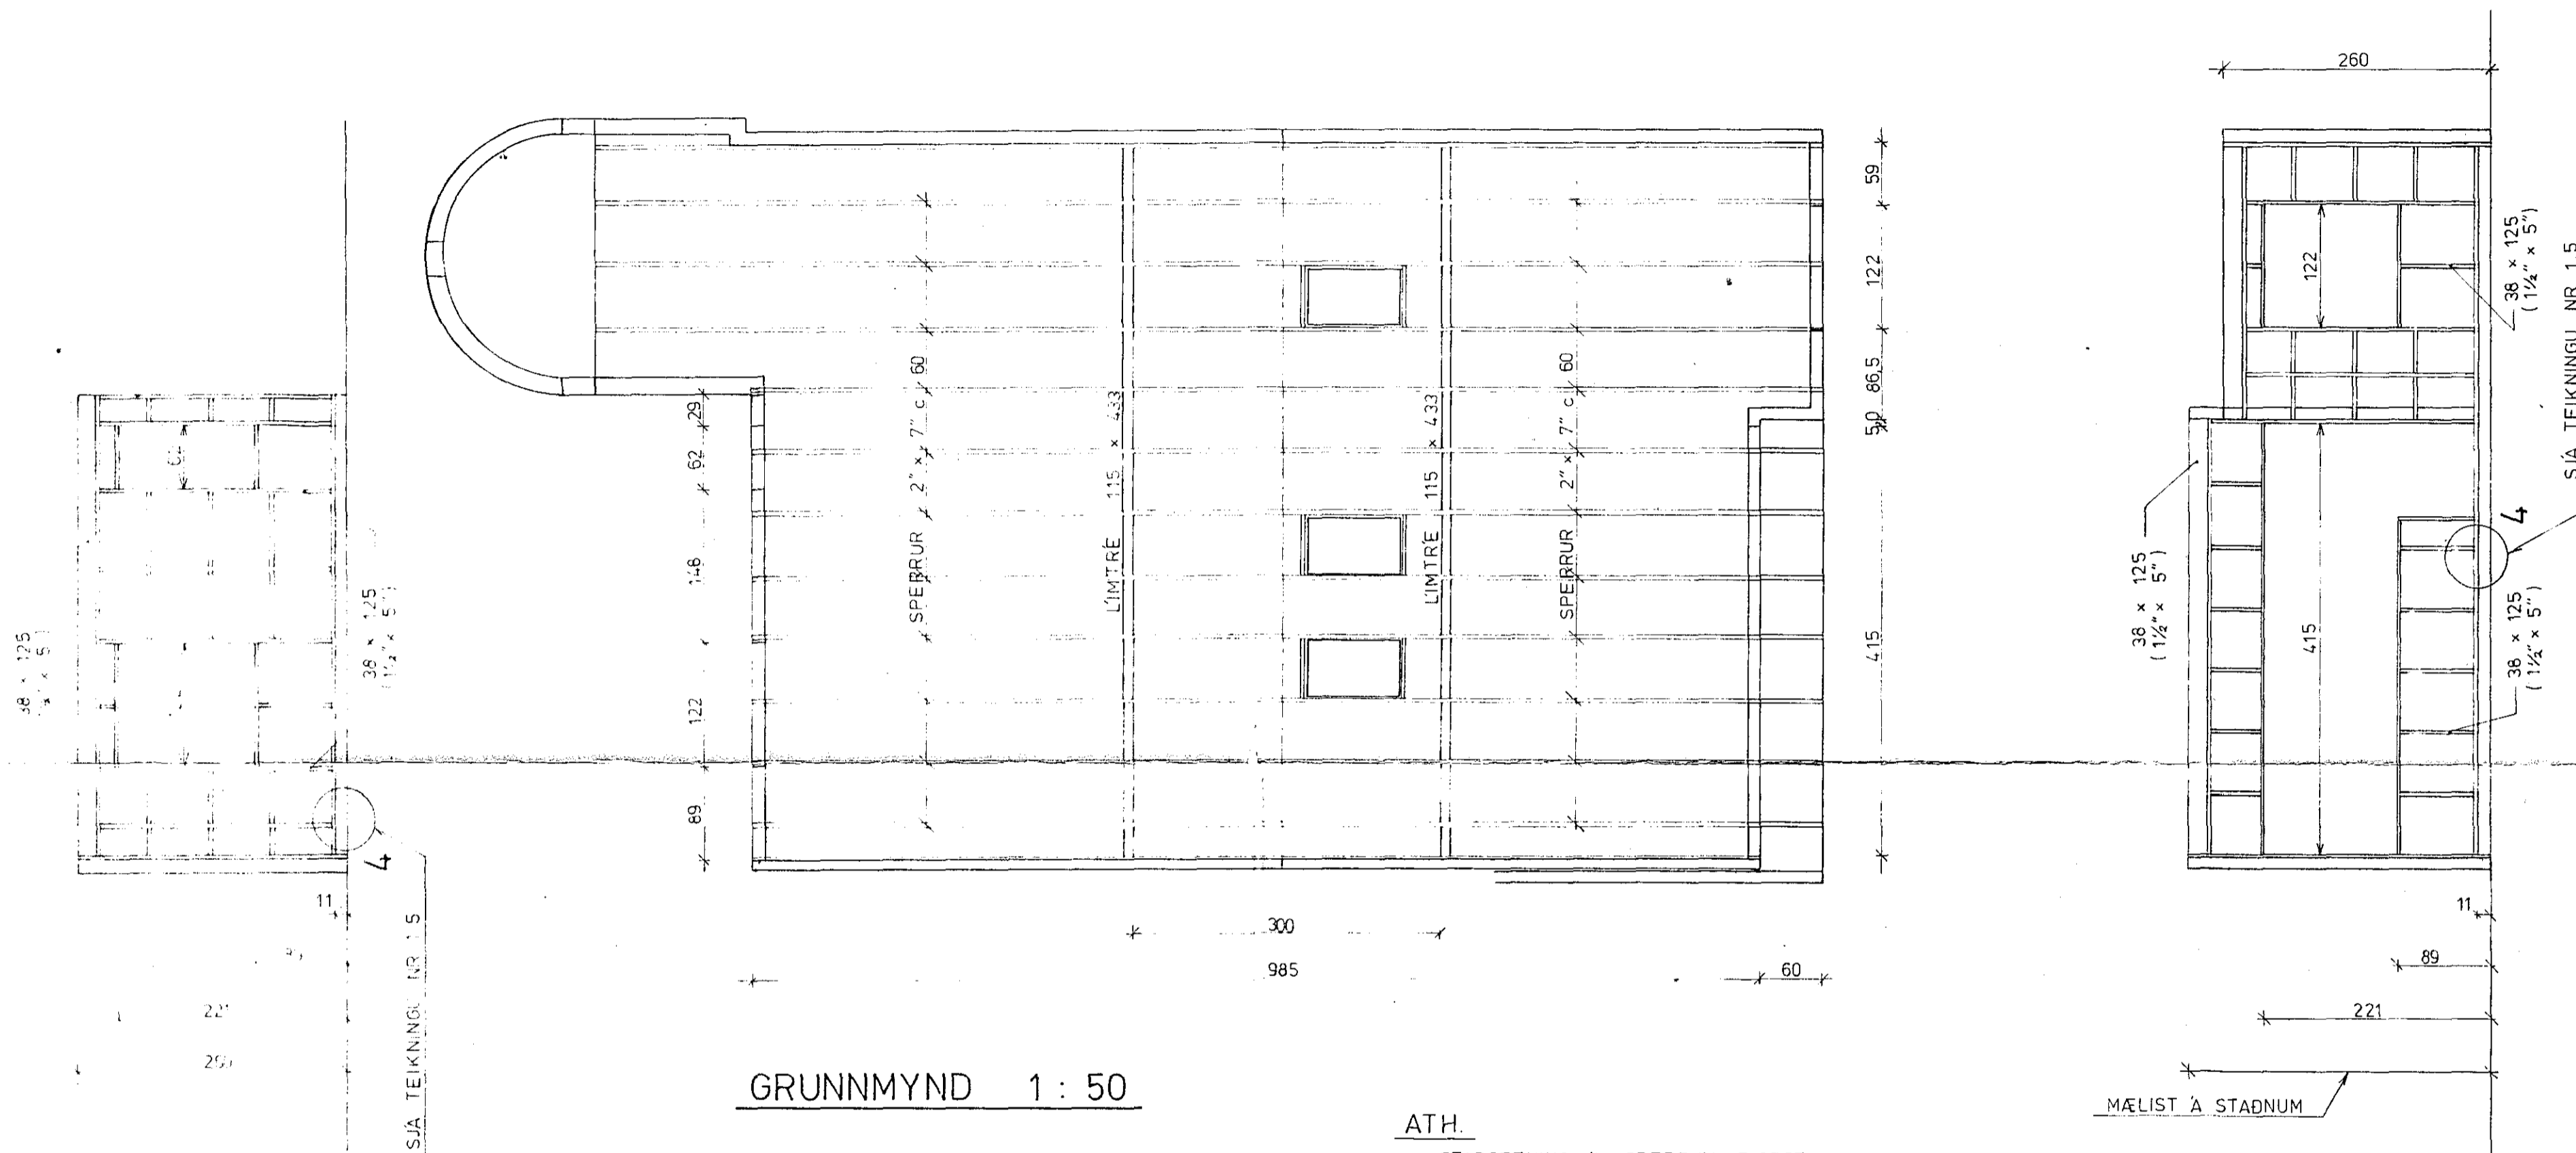 260
59
122
86,5
5,0
415
29
62
148
122
89
SPERRUR 2" × 7" c/ 60
LÍMTRÉ 115 × 433
LÍMTRÉ 115 × 433
SPERRUR 2" × 7" c/ 60
38 × 125
38 × 125
(1½" × 5")
11
221
4
SJÁ TEIKNINGU NR 1.5
300
985
60
122
38 × 125
(1½" × 5")
SJÁ TEIKNINGU NR 1.5
4
38 × 125
(1½" × 5")
415
38 × 125
(1½" × 5")
11
89
221
MÆLIST Á STAÐNUM
GRUNNMYND 1 : 50
ATH.